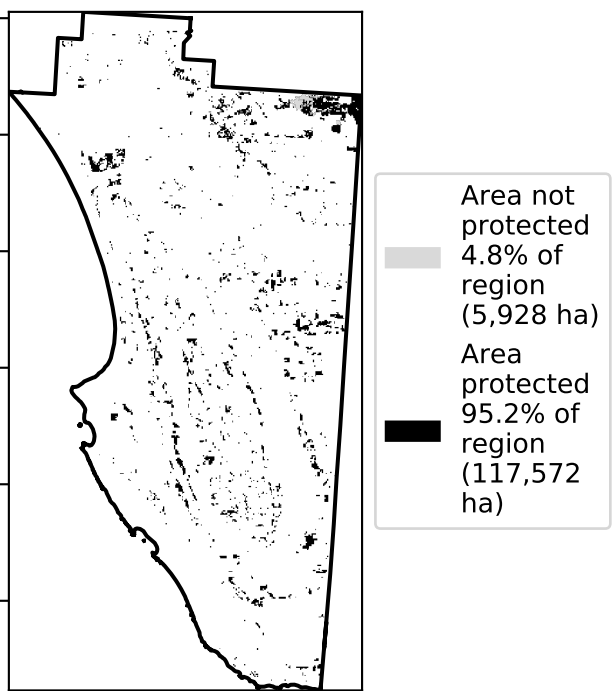 Area not
protected
4.8% of
region
(5,928 ha)
Area
protected
95.2% of
region
(117,572
ha)